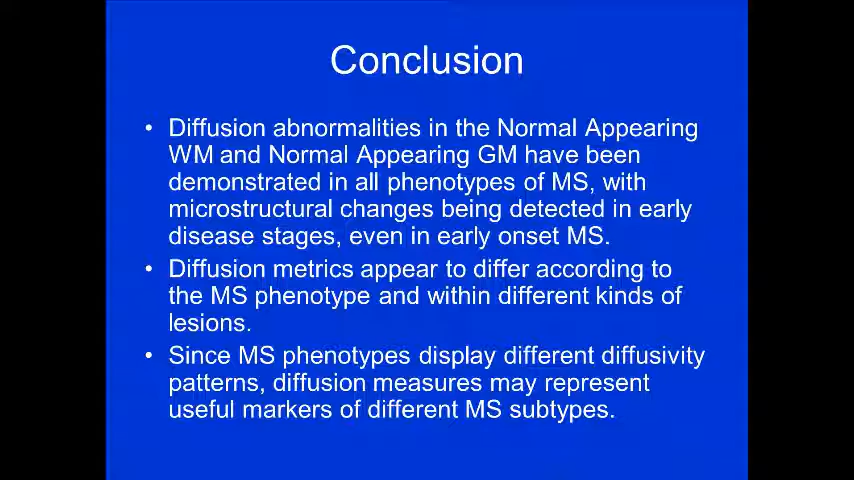 Conclusion
• Diffusion abnormalities in the Normal Appearing
WM and Normal Appearing GM have been
demonstrated in all phenotypes of MS, with
microstructural changes being detected in early
disease stages, even in early onset MS.
• Diffusion metrics appear to differ according to
the MS phenotype and within different kinds of
lesions.
• Since MS phenotypes display different diffusivity
patterns, diffusion measures may represent
useful markers of different MS subtypes.